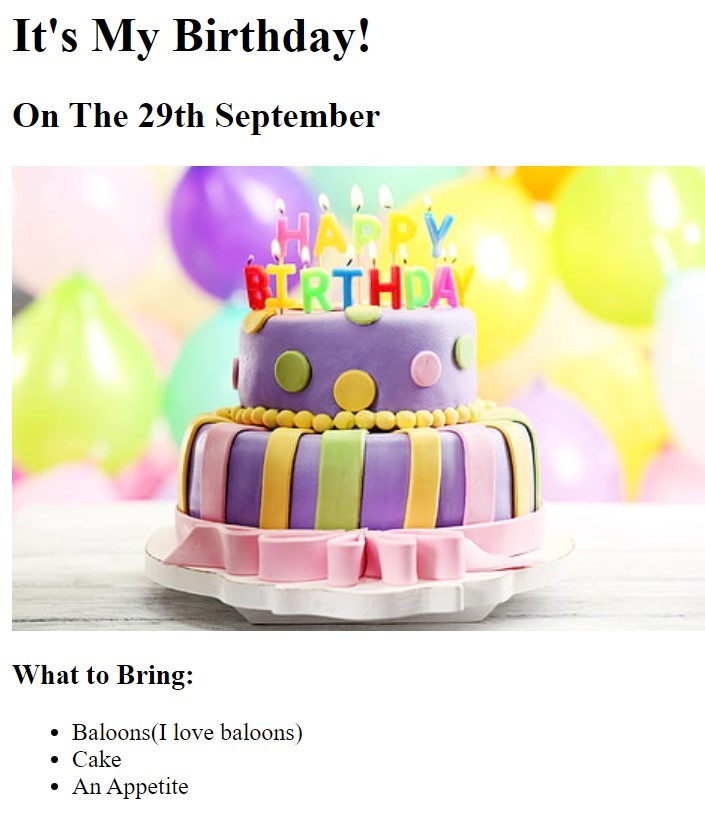 It's My Birthday!
On The 29th September
HAPPY
BIRTHDAY
What to Bring:
Baloons(I love baloons)
Cake
An Appetite